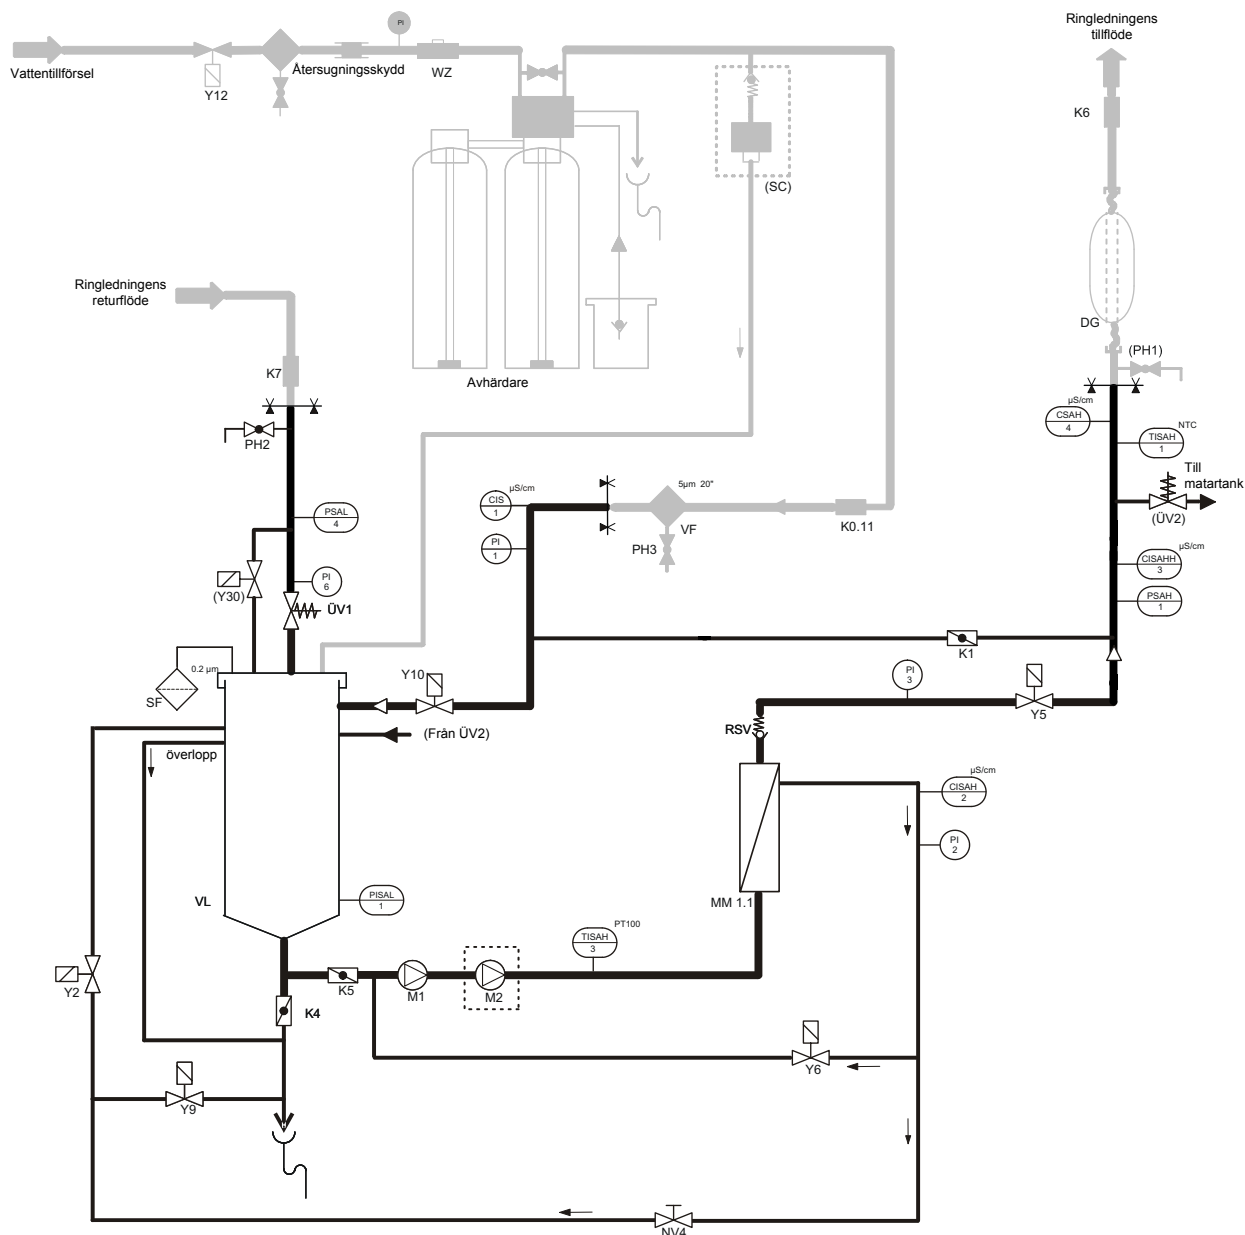 Ringledningens
tillflöde
PI
Vattentillförsel
Återsugningsskydd
WZ
Y12
K6
(SC)
Ringledningens
returflöde
DG
(PH1)
K7
Avhärdare
µS/cm
CSAH
4
NTC
TISAH
1
PH2
Till
matartank
5µm 20"
µS/cm
CIS
1
PSAL
4
(ÜV2)
K0.11
VF
PI
1
PH3
µS/cm
CISAHH
3
PI
6
(Y30)
ÜV1
PSAH
1
K1
0.2 µm
Y10
PI
3
SF
Y5
(Från ÜV2)
RSV
överlopp
µS/cm
CISAH
2
PI
2
VL
PISAL
1
MM 1.1
PT100
TISAH
3
Y2
K5
M1
M2
K4
Y6
Y9
NV4